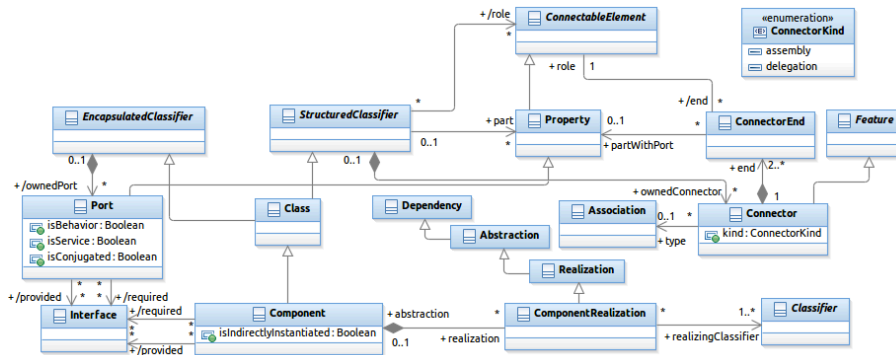 ConnectableElement
«enumeration»
ConnectorKind
assembly
delegation
+/role
*
+ role
1
EncapsulatedClassifier
StructuredClassifier
*
+ part
0..1
*
Property
0..1
*
+ partWithPort
+/end
*
ConnectorEnd
Feature
0..1
0..1
+ end
2..*
+/ownedPort
*
+ ownedConnector
*
1
Port
isBehavior : Boolean
isService : Boolean
isConjugated : Boolean
Class
Dependency
Association
0..1
*
+ type
Connector
kind : ConnectorKind
Abstraction
Realization
+/provided
*
*
*
*
+/required
Interface
+/required
*
*
*
*
+/provided
Component
isIndirectlyInstantiated : Boolean
+ abstraction
0..1
*
+ realization
ComponentRealization
*
1..*
+ realizingClassifier
Classifier